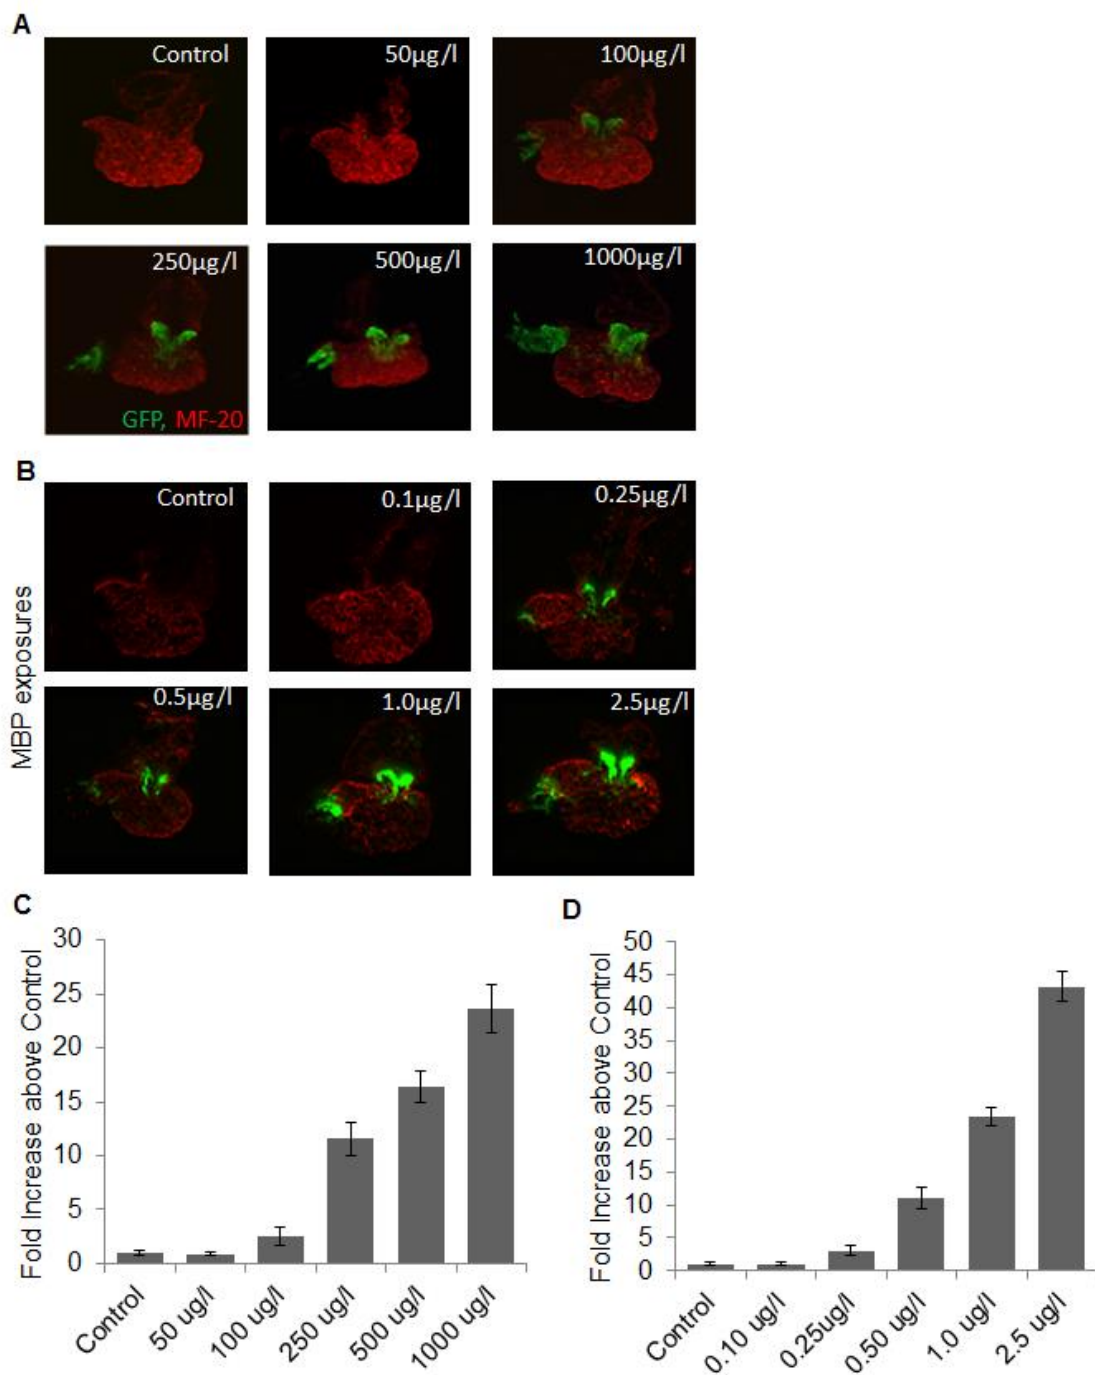 A
Control
50µg/l
100µg/l
250µg/l
500µg/l
1000µg/l
GFP, MF-20
B
MBP exposures
Control
0.1µg/l
0.25µg/l
0.5µg/l
1.0µg/l
2.5µg/l
C
Fold Increase above Control
30
25
20
15
10
5
0
Control
50 ug/l
100 ug/l
250 ug/l
500 ug/l
1000 ug/l
D
Fold Increase above Control
50
45
40
35
30
25
20
15
10
5
0
Control
0.10 ug/l
0.25ug/l
0.50 ug/l
1.0 ug/l
2.5 ug/l